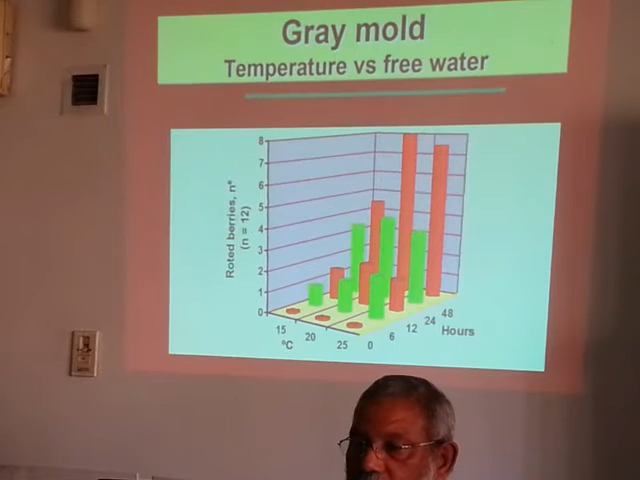 Gray mold
Temperature vs free water
Roted berries, n°
(n = 12)
8
7
6
5
4
3
2
1
0
15
20
25
°C
0
6
12
24
48
Hours